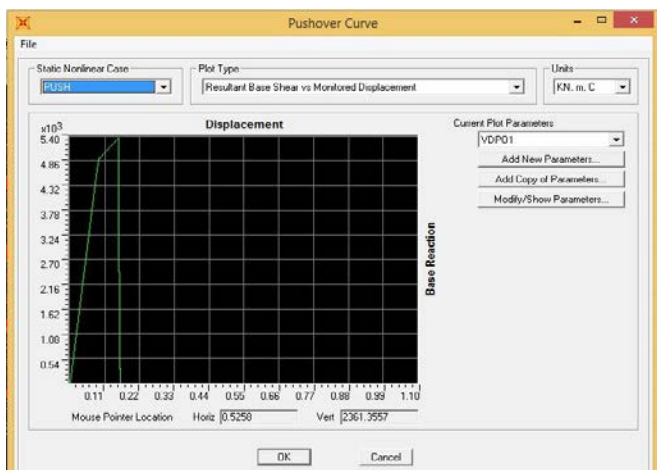 Pushover Curve
File
Static Nonlinear Case
PUSH
Plot Type
Resultant Base Shear vs Monitored Displacement
Units
KN, m, C
Displacement
x10³
5.40
4.86
4.32
3.78
3.24
2.70
2.16
1.62
1.08
0.54
0.11 0.22 0.33 0.44 0.55 0.66 0.77 0.88 0.99 1.10
Base Reaction
Current Plot Parameters
VDPO1
Add New Parameters...
Add Copy of Parameters...
Modify/Show Parameters...
Mouse Pointer Location Horiz 0.5258 Vert 2361.3557
OK Cancel